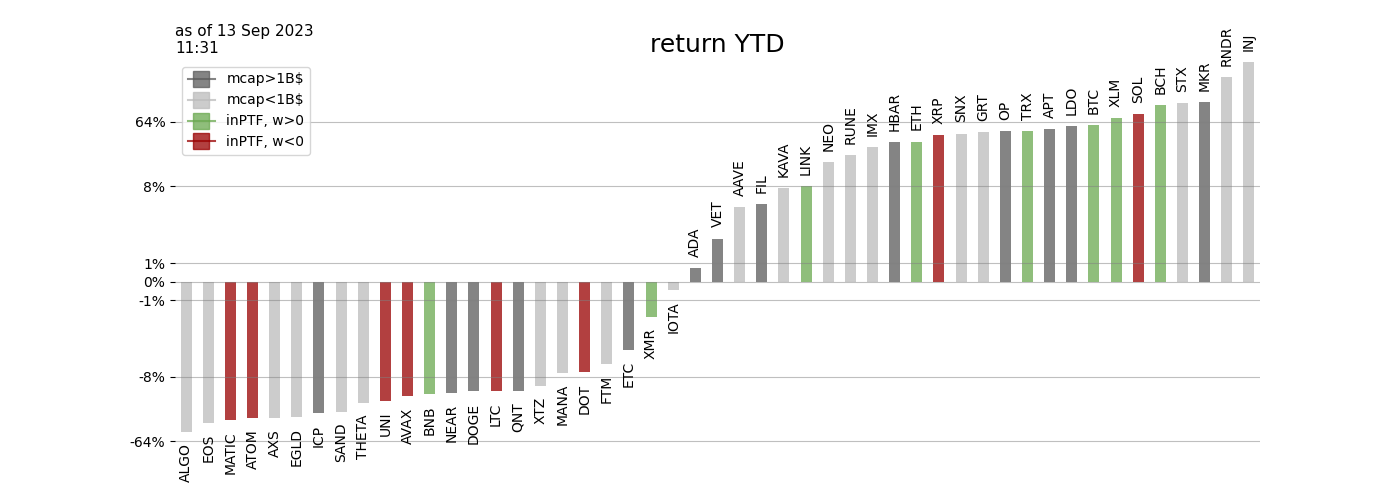 as of 13 Sep 2023
11:31
return YTD
mcap>1B$
mcap<1B$
inPTF, w>0
inPTF, w<0
64%
8%
1%
0%
-1%
-8%
-64%
ALGO
EOS
MATIC
ATOM
AXS
EGLD
ICP
SAND
THETA
UNI
AVAX
BNB
NEAR
DOGE
LTC
QNT
XTZ
MANA
DOT
FTM
ETC
XMR
IOTA
ADA
VET
AAVE
FIL
KAVA
LINK
NEO
RUNE
IMX
HBAR
ETH
XRP
SNX
GRT
OP
TRX
APT
LDO
BTC
XLM
SOL
BCH
STX
MKR
RNDR
INJ